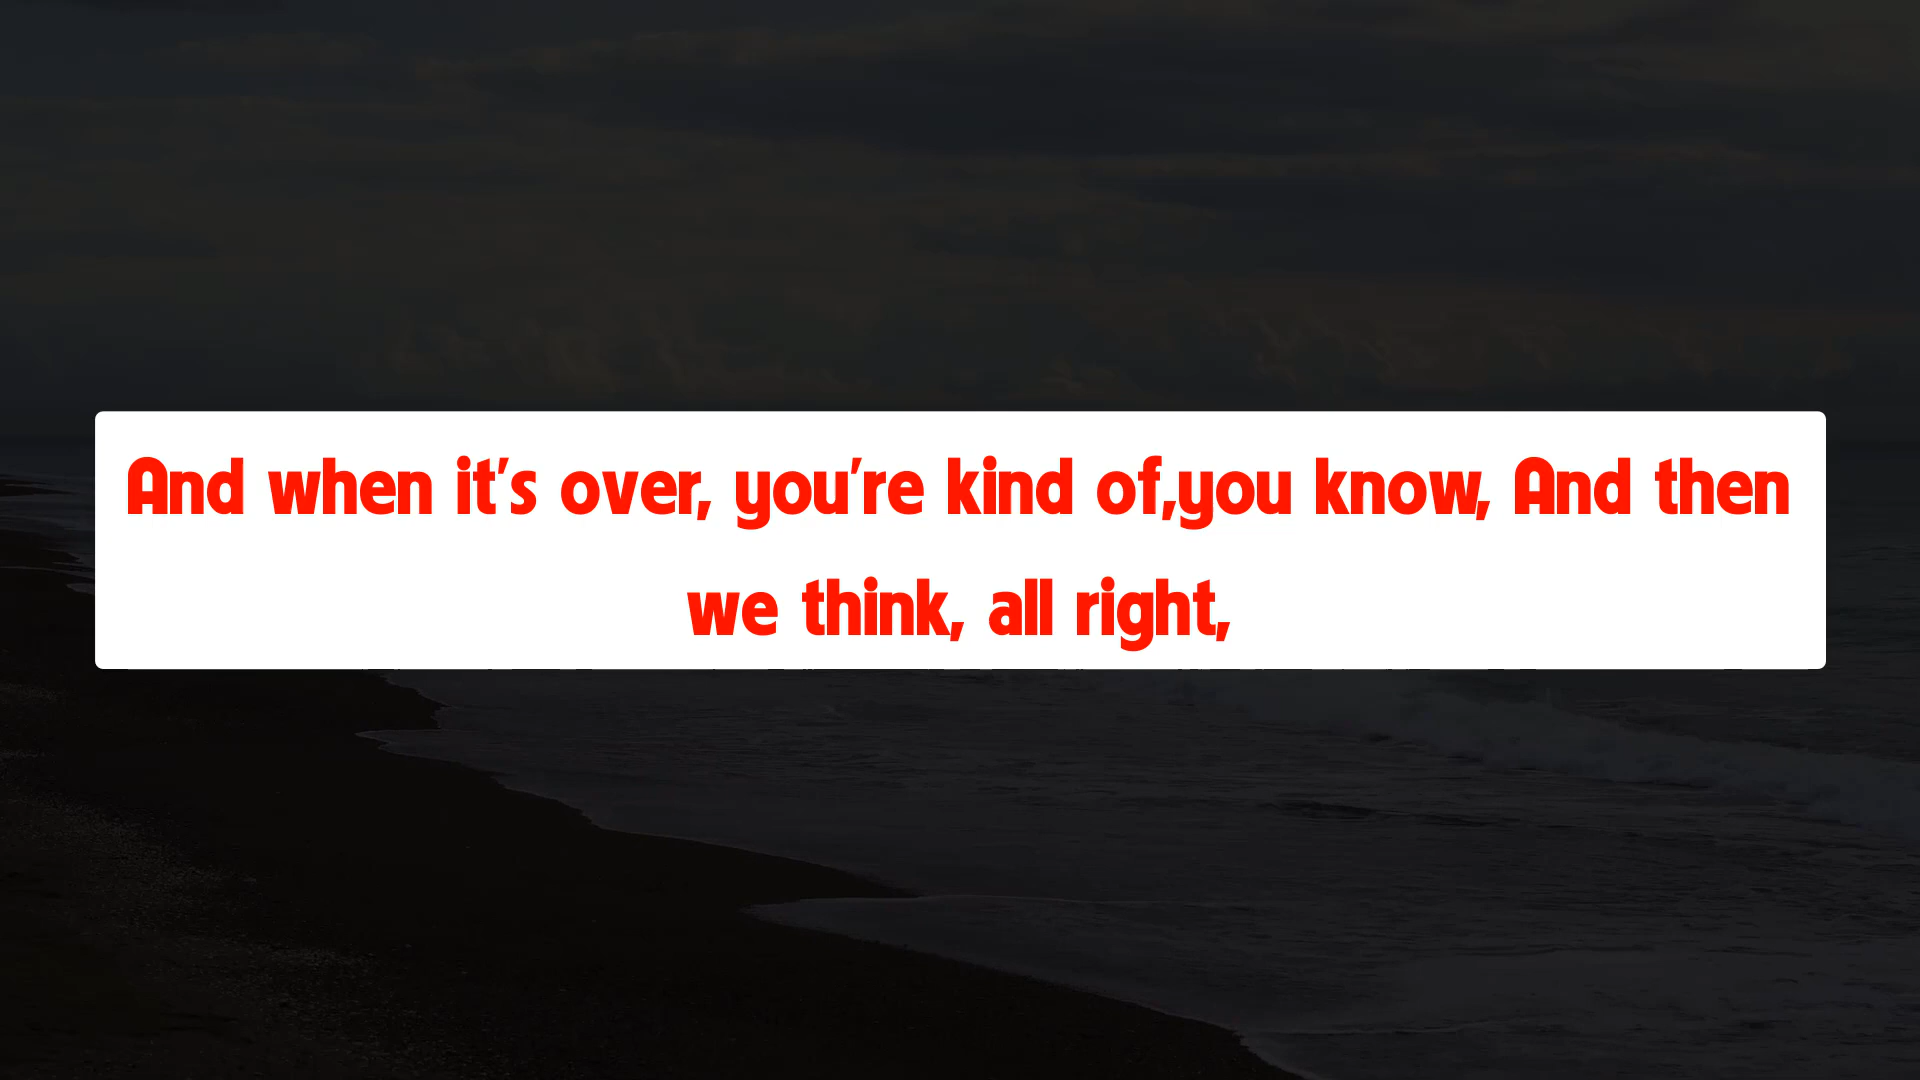 And when it's over, you're kind of,you know, And then
we think, all right,